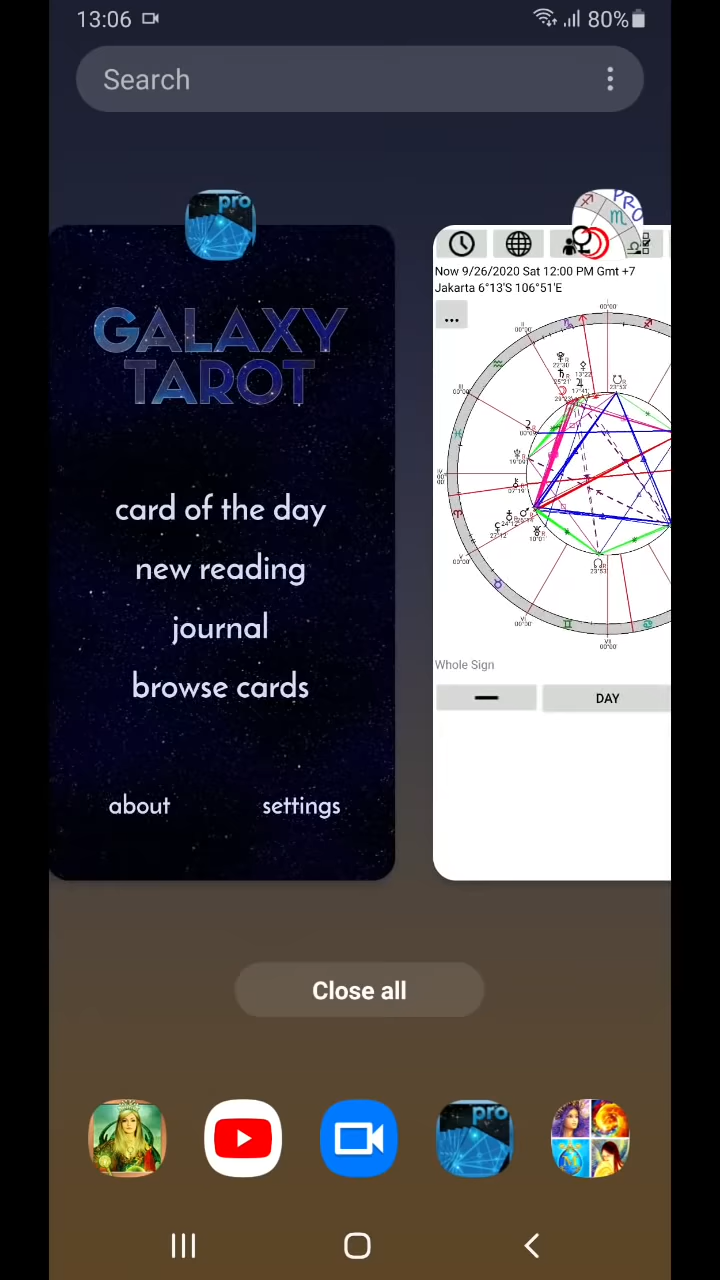 13:06
80%
Search
pro
PRO
GALAXY
TAROT
card of the day
new reading
journal
browse cards
about
settings
Now 9/26/2020 Sat 12:00 PM Gmt +7
Jakarta 6°13'S 106°51'E
...
Whole Sign
DAY
Close all
pro